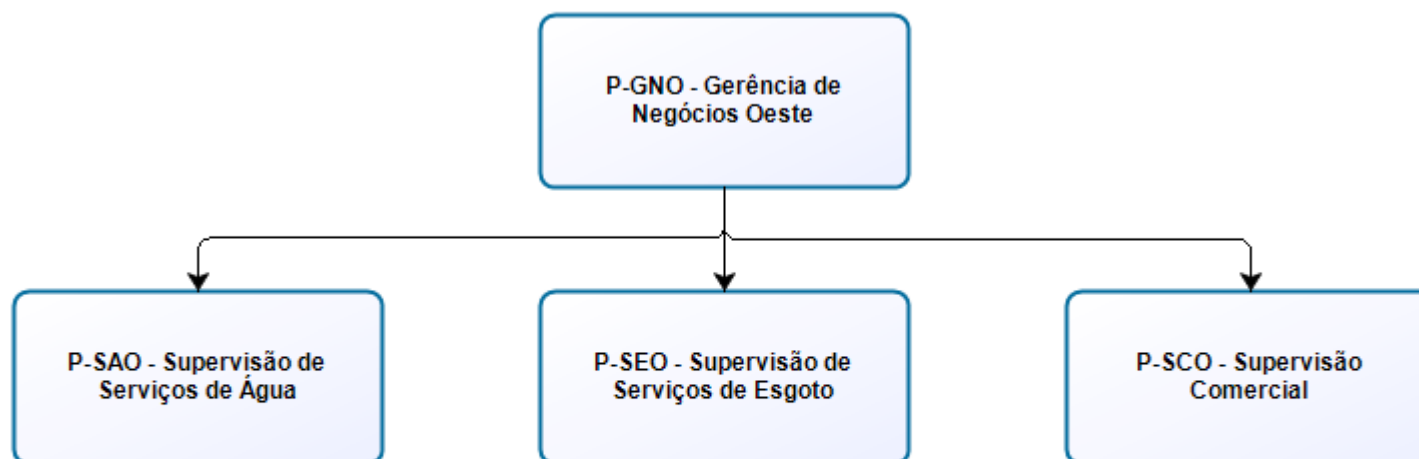 P-GNO - Gerência de
Negócios Oeste
P-SAO - Supervisão de
Serviços de Água
P-SEO - Supervisão de
Serviços de Esgoto
P-SCO - Supervisão
Comercial